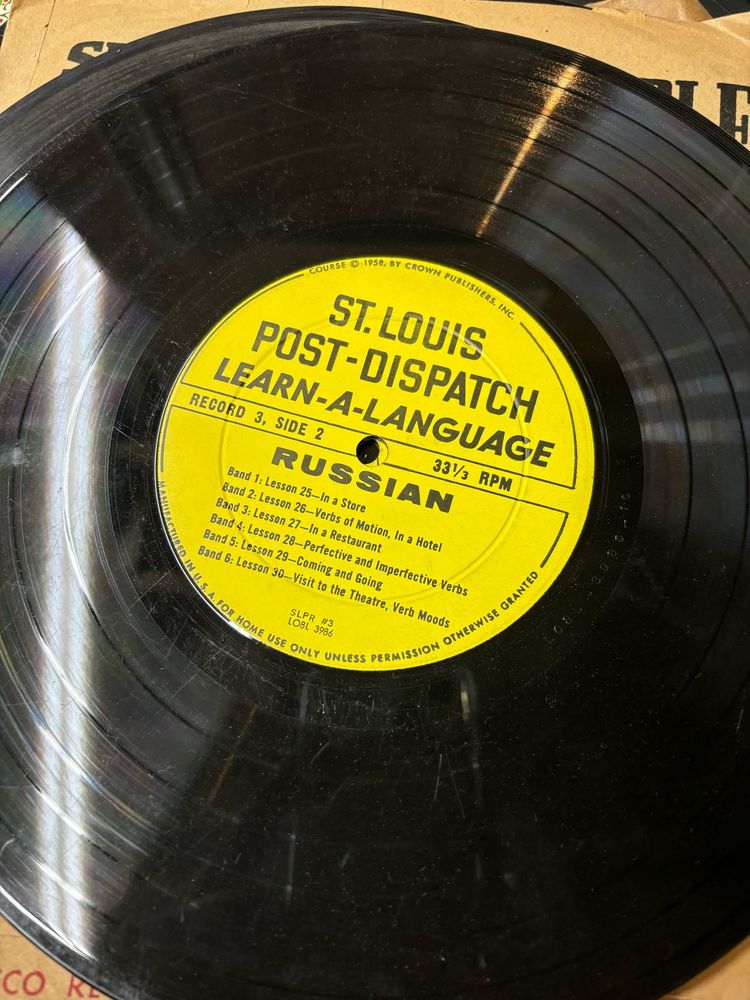 COURSE © 1958, BY CROWN PUBLISHERS, INC.
ST. LOUIS
POST-DISPATCH
LEARN-A-LANGUAGE
RECORD 3, SIDE 2
33 1/3 RPM
RUSSIAN
Band 1: Lesson 25—In a Store
Band 2: Lesson 26—Verbs of Motion, In a Hotel
Band 3: Lesson 27—In a Restaurant
Band 4: Lesson 28—Perfective and Imperfective Verbs
Band 5: Lesson 29—Coming and Going
Band 6: Lesson 30—Visit to the Theatre, Verb Moods
SLPR #3
LO8L 3986
MANUFACTURED IN U.S.A. FOR HOME USE ONLY UNLESS PERMISSION OTHERWISE GRANTED